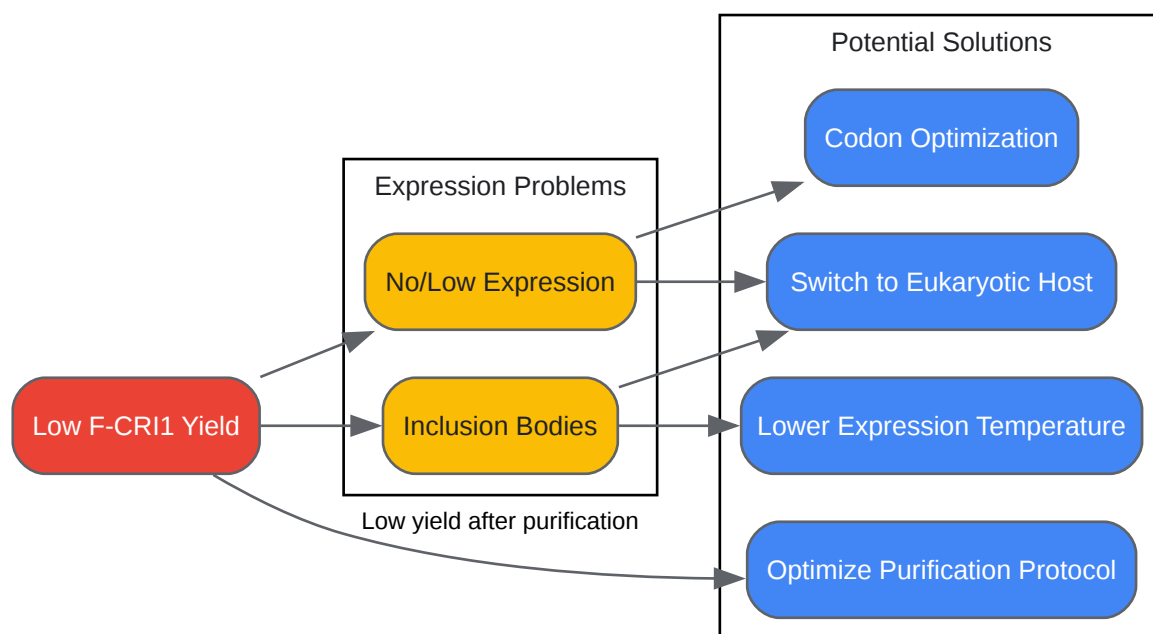 Potential Solutions
Codon Optimization
Expression Problems
No/Low Expression
Switch to Eukaryotic Host
Low F-CRI1 Yield
Inclusion Bodies
Lower Expression Temperature
Low yield after purification
Optimize Purification Protocol